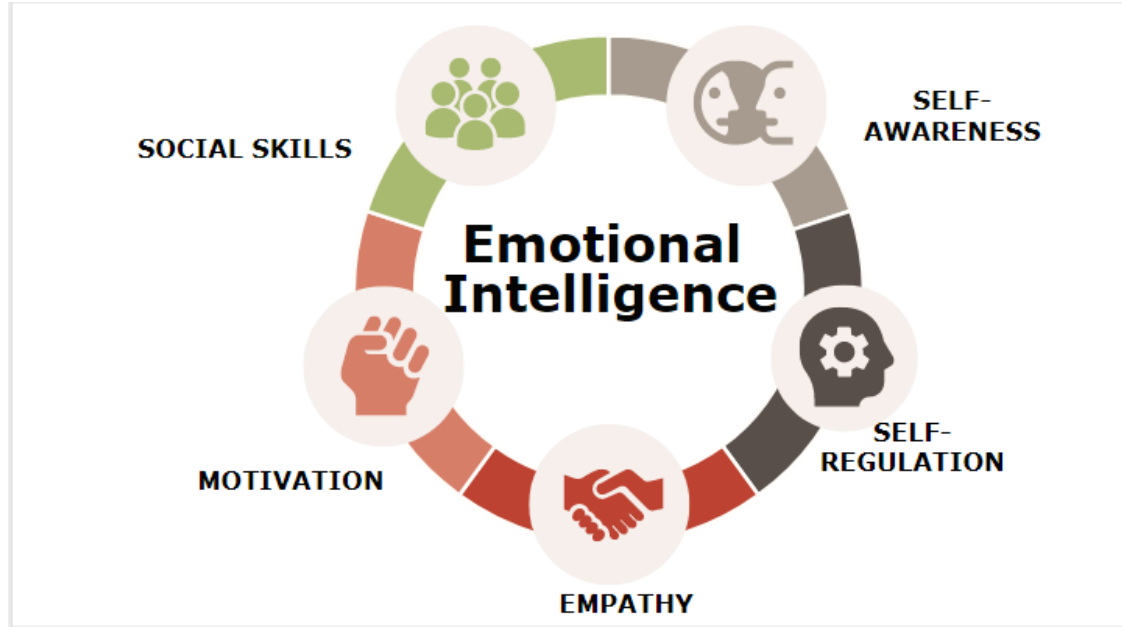 SELF-
AWARENESS
SOCIAL SKILLS
Emotional
Intelligence
SELF-
REGULATION
MOTIVATION
EMPATHY